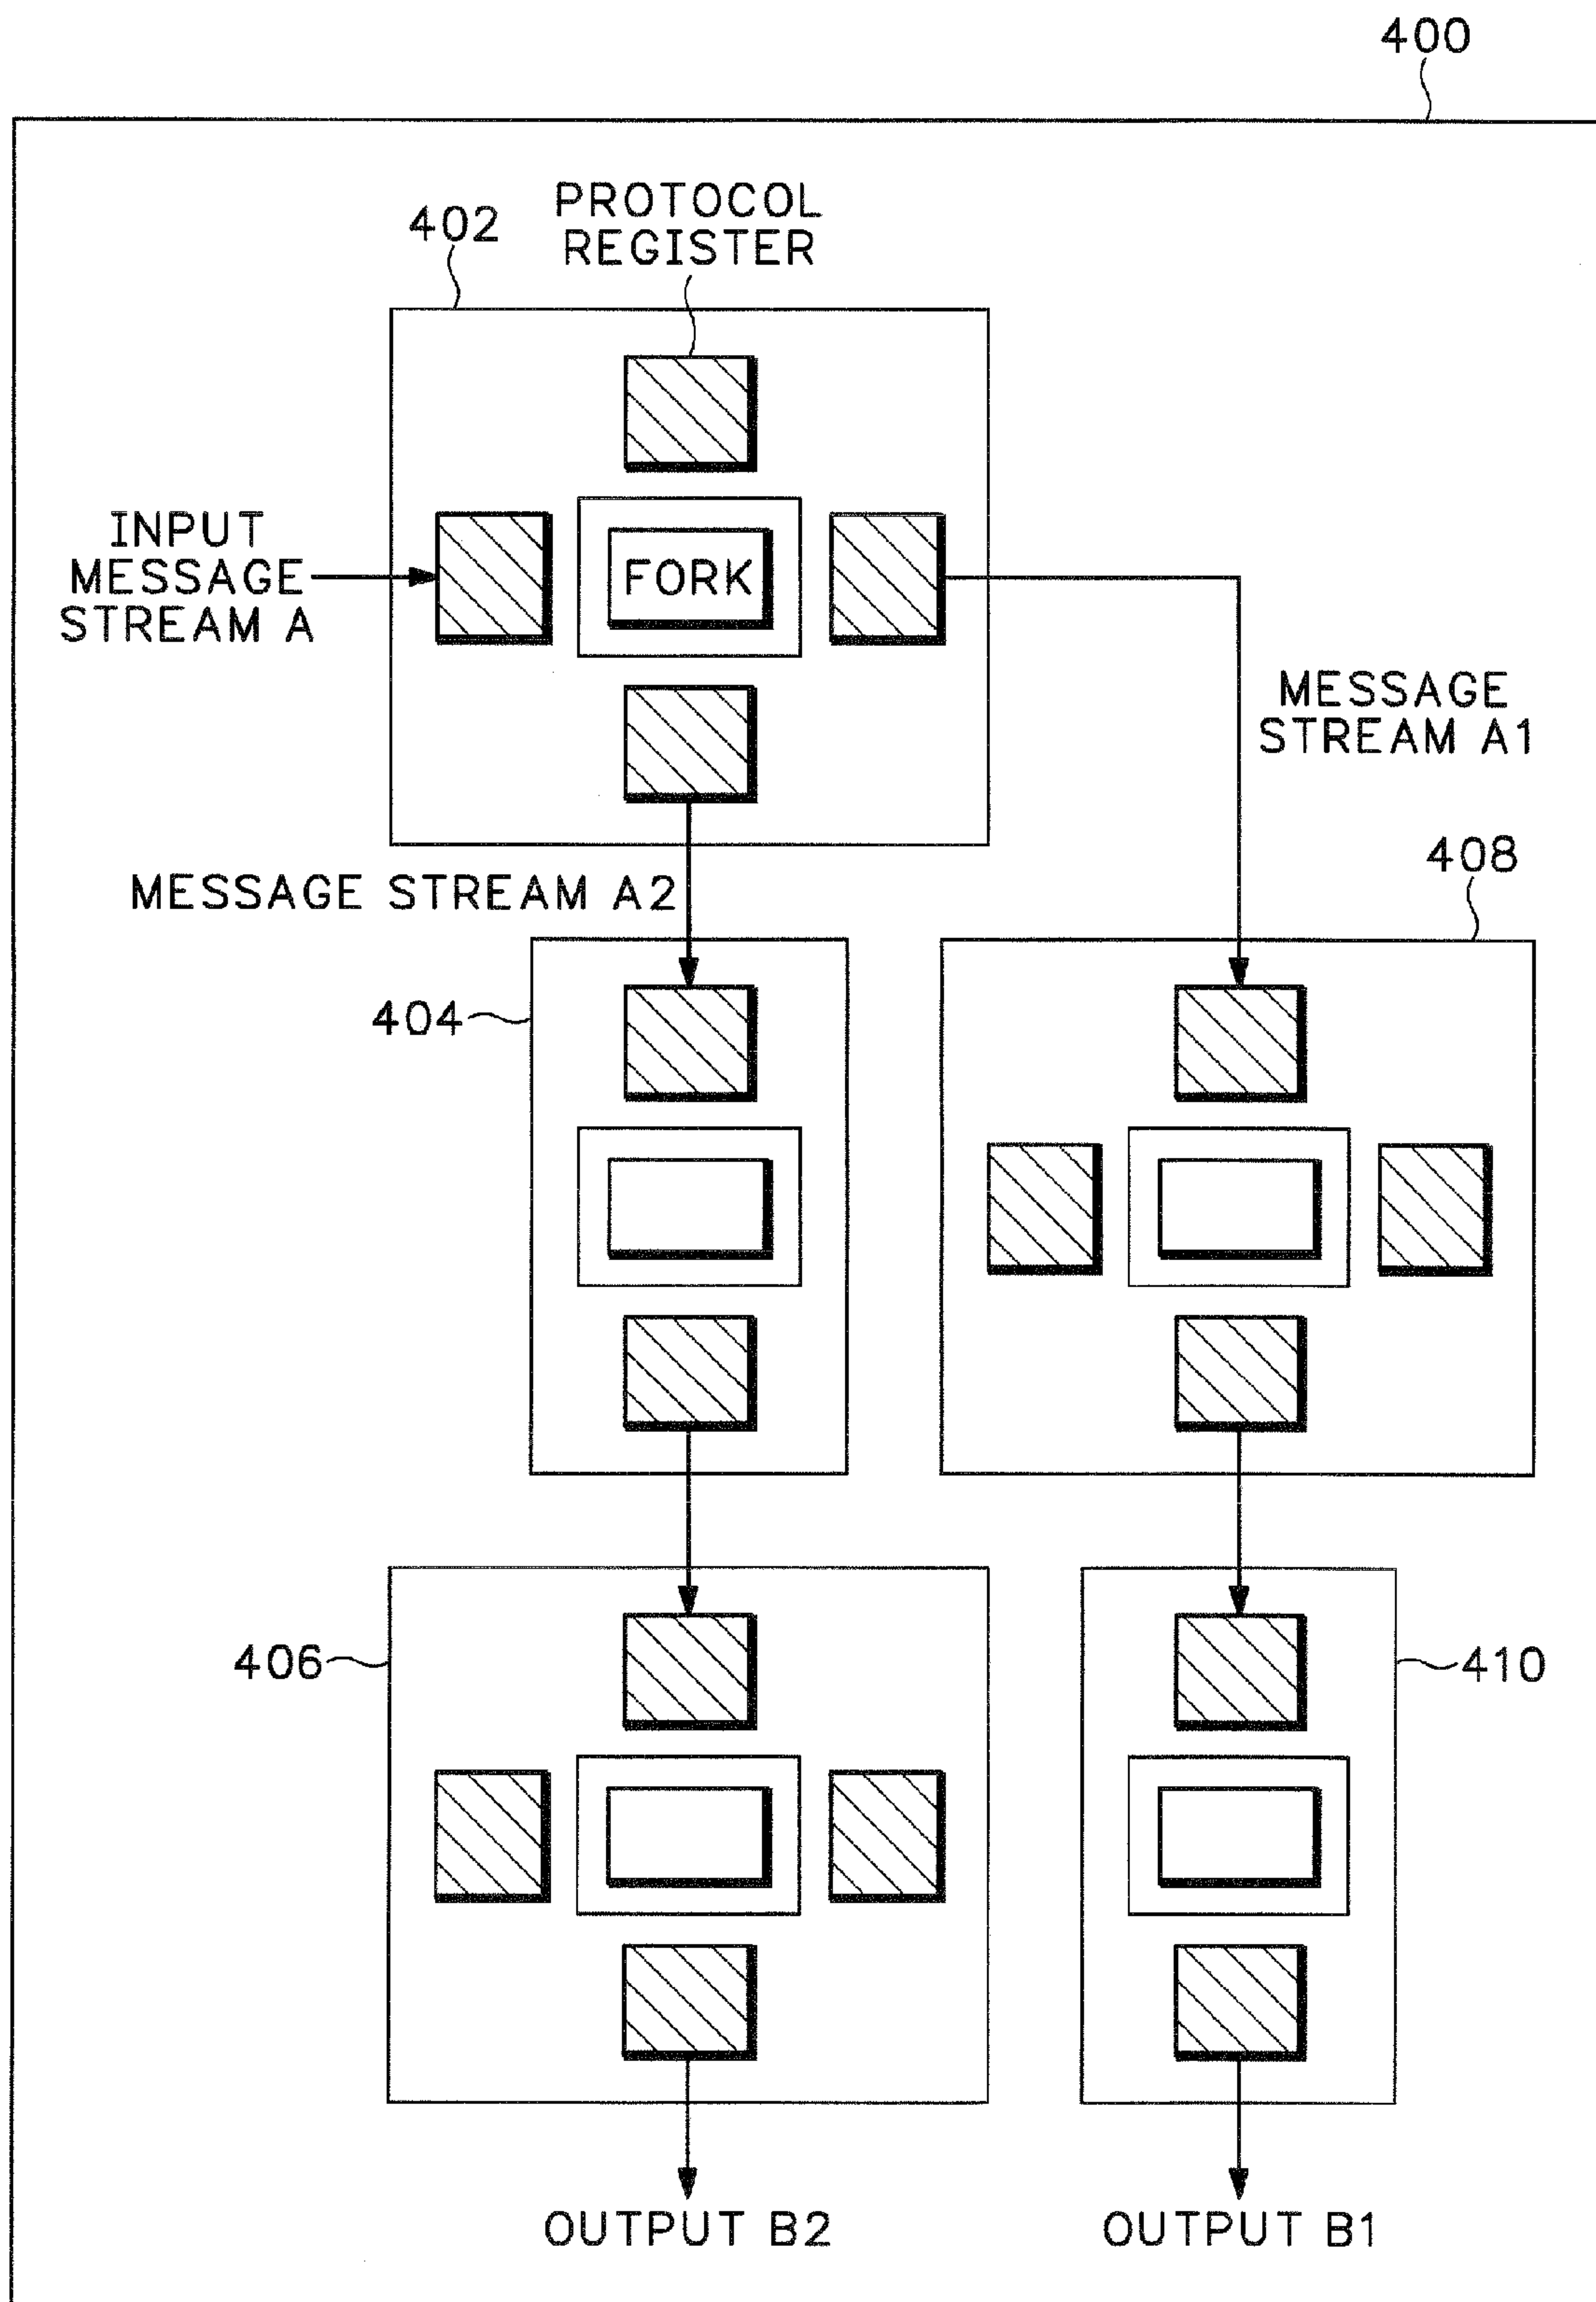 400
402
PROTOCOL
REGISTER
INPUT
MESSAGE
STREAM A
FORK
MESSAGE
STREAM A1
MESSAGE STREAM A2
408
404
406
410
OUTPUT B2
OUTPUT B1